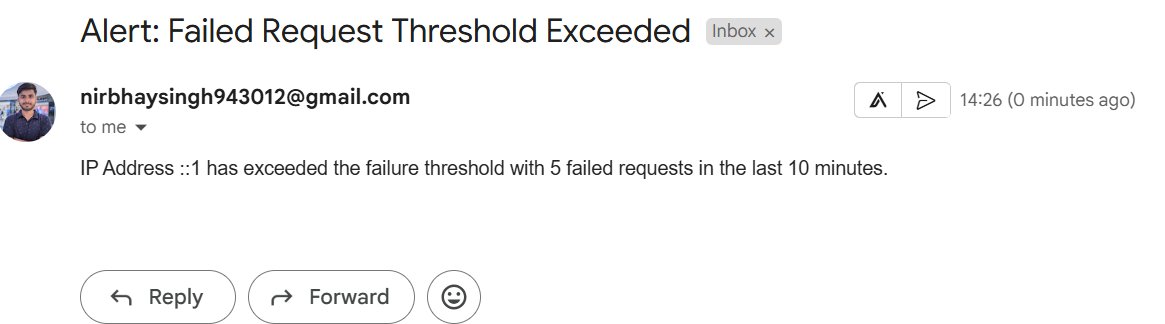 Alert: Failed Request Threshold Exceeded Inbox ×
nirbhaysingh943012@gmail.com 14:26 (0 minutes ago)
to me
IP Address ::1 has exceeded the failure threshold with 5 failed requests in the last 10 minutes.
Reply Forward